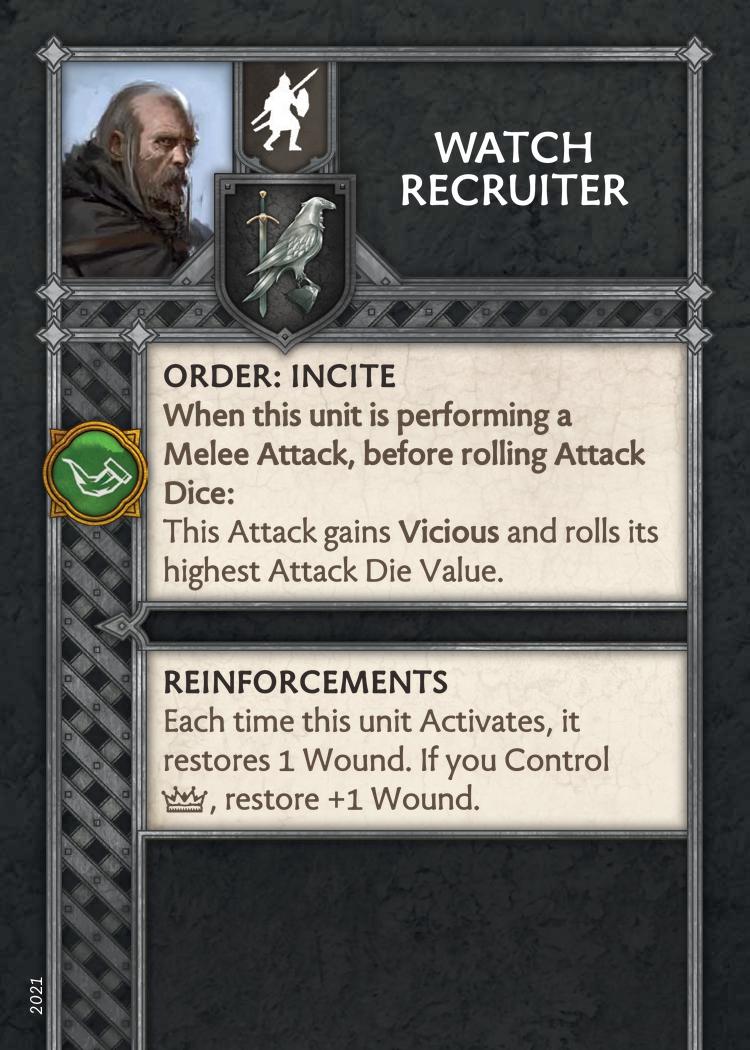 WATCH
RECRUITER
ORDER: INCITE
When this unit is performing a
Melee Attack, before rolling Attack
Dice:
This Attack gains Vicious and rolls its
highest Attack Die Value.
REINFORCEMENTS
Each time this unit Activates, it
restores 1 Wound. If you Control
, restore +1 Wound.
2021